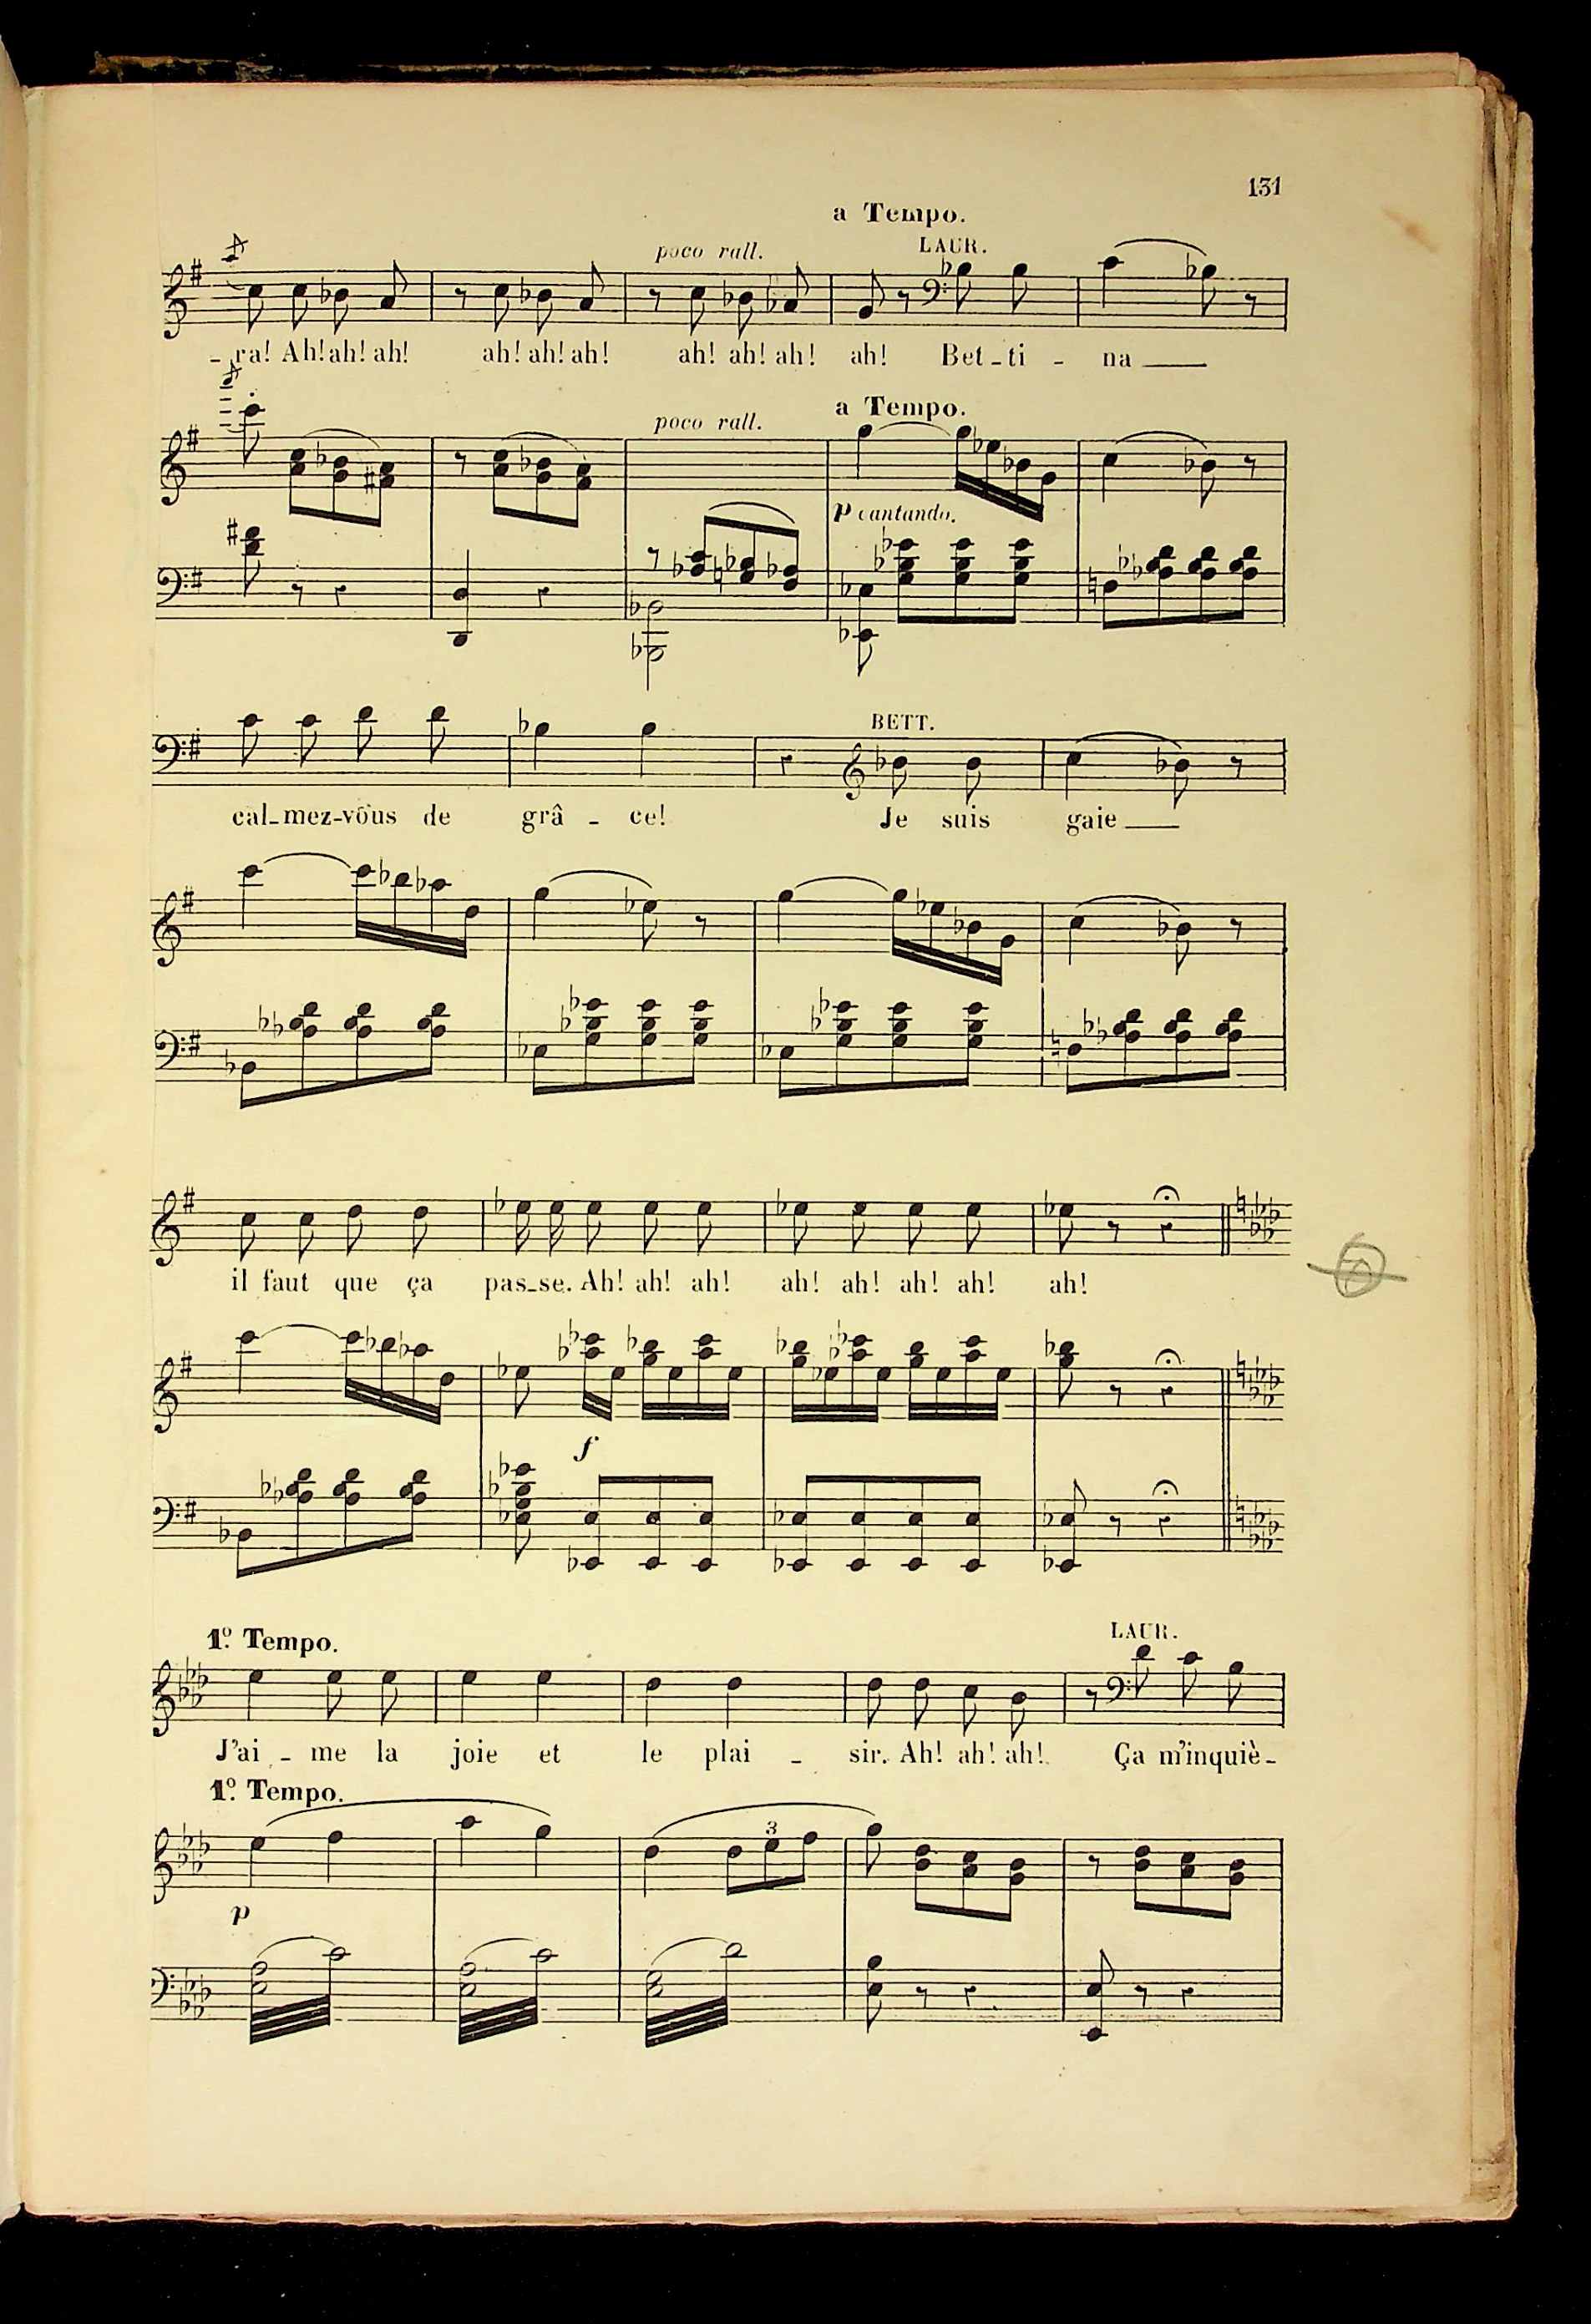 131
a Tempo.
poco rall. LAUR.
- ra! Ah! ah! ah! ah! ah! ah! ah! ah! ah! ah! Bet - ti - na
poco rall. a Tempo.
p cantando.
BETT.
cal - mez - vous de grâ - ce! Je suis gaie
il faut que ça pas - se. Ah! ah! ah! ah! ah! ah! ah! ah!
f
1º. Tempo. LAUR.
J'ai - me la joie et le plai - sir. Ah! ah! ah! Ça m'inquiè -
1º. Tempo.
3
p